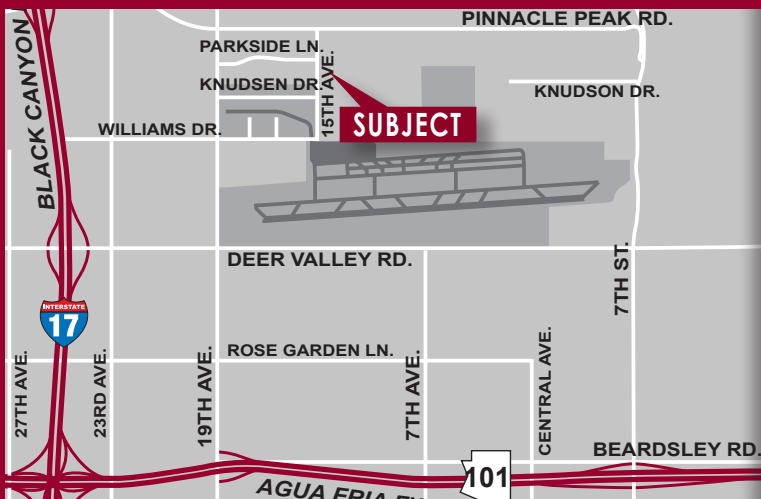 PINNACLE PEAK RD.
BLACK CANYON
PARKSIDE LN.
15TH AVE.
KNUDSEN DR.
KNUDSON DR.
SUBJECT
WILLIAMS DR.
DEER VALLEY RD.
7TH ST.
INTERSTATE
17
ROSE GARDEN LN.
27TH AVE.
23RD AVE.
19TH AVE.
7TH AVE.
CENTRAL AVE.
BEARDSLEY RD.
101
AGUA FRIA